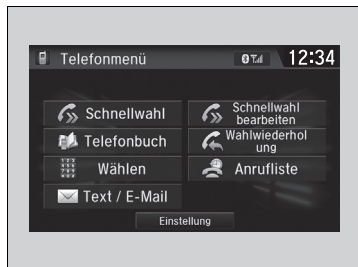 Telefonmenü
12:34
Schnellwahl
Schnellwahl
bearbeiten
Telefonbuch
Wahlwiederhol
ung
Wählen
Anrufliste
Text / E-Mail
Einstellung